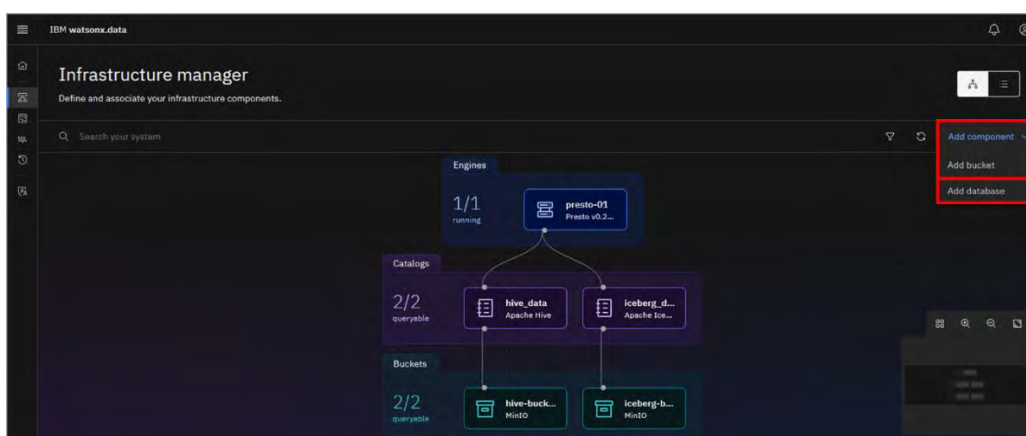 IBM watsonx.data
Infrastructure manager
Define and associate your infrastructure components.
Search your system
Add component
Add bucket
Add database
Engines
1/1
running
presto-01
Presto v0.2...
Catalogs
2/2
queryable
hive_data
Apache Hive
iceberg_d...
Apache Ice...
Buckets
2/2
queryable
hive-buck...
MinIO
iceberg-b...
MinIO
SQL